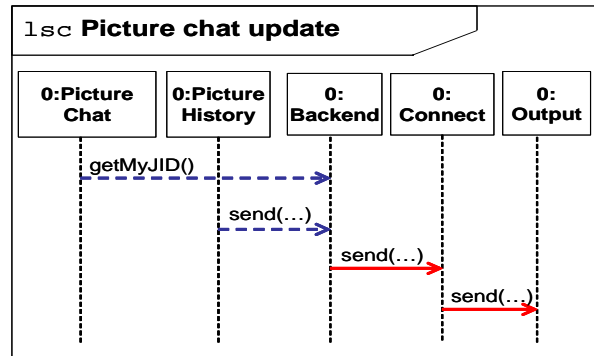 lsc Picture chat update
0:Picture
Chat
0:Picture
History
0:
Backend
0:
Connect
0:
Output
getMyJID()
send(…)
send(…)
send(…)